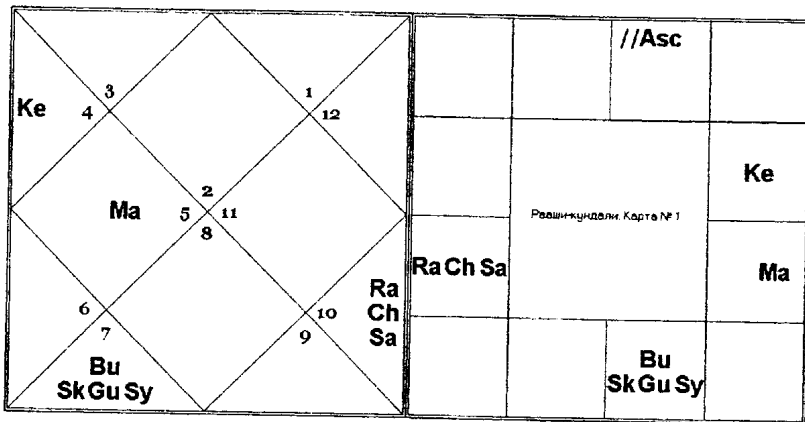 3 1
Ke 4 12
2
Ma 5 11
8
6 10 Ra
7 9 Ch
Sa
Bu
Sk Gu Sy
//Asc
Ke
Рааши-кундали. Карта № 1
Ra Ch Sa Ma
Bu
Sk Gu Sy